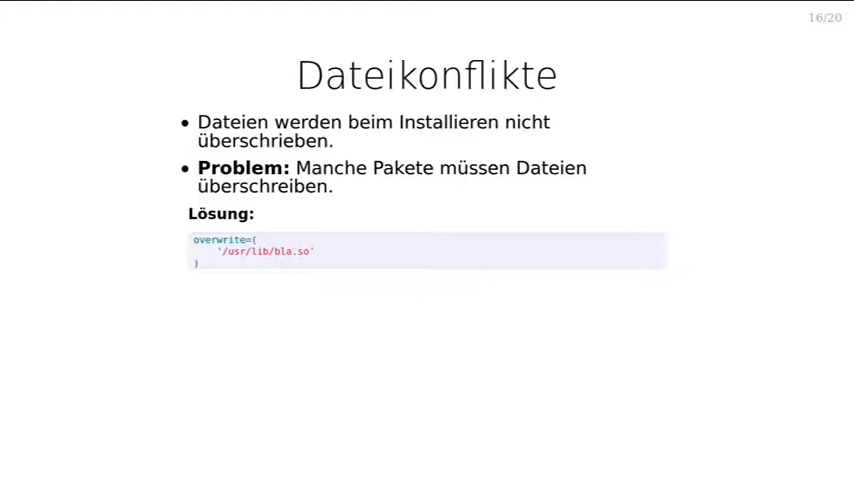 16/20
Dateikonflikte
• Dateien werden beim Installieren nicht
überschrieben.
• Problem: Manche Pakete müssen Dateien
überschreiben.
Lösung:
overwrite=(
'/usr/lib/bla.so'
)